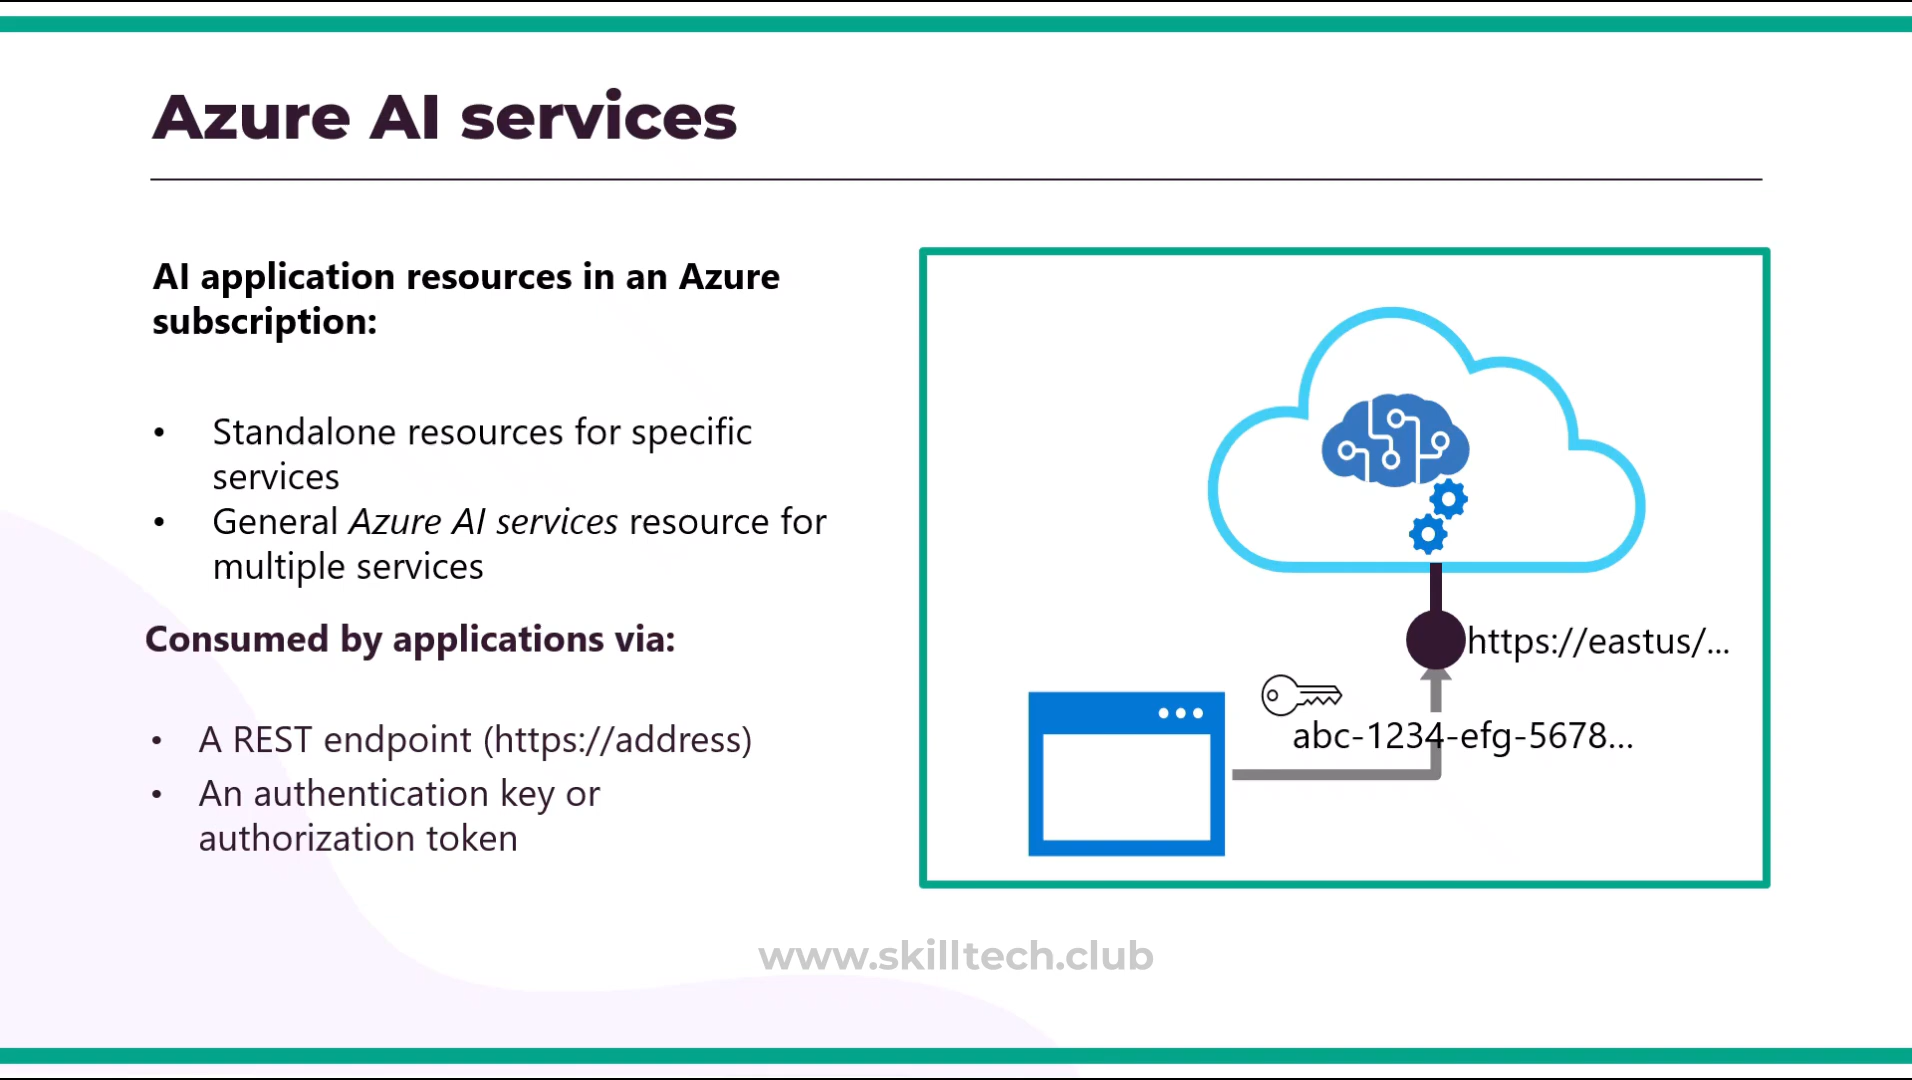 Azure AI services
AI application resources in an Azure
subscription:
• Standalone resources for specific
services
• General Azure AI services resource for
multiple services
Consumed by applications via:
• A REST endpoint (https://address)
• An authentication key or
authorization token
https://eastus/...
abc-1234-efg-5678...
www.skilltech.club